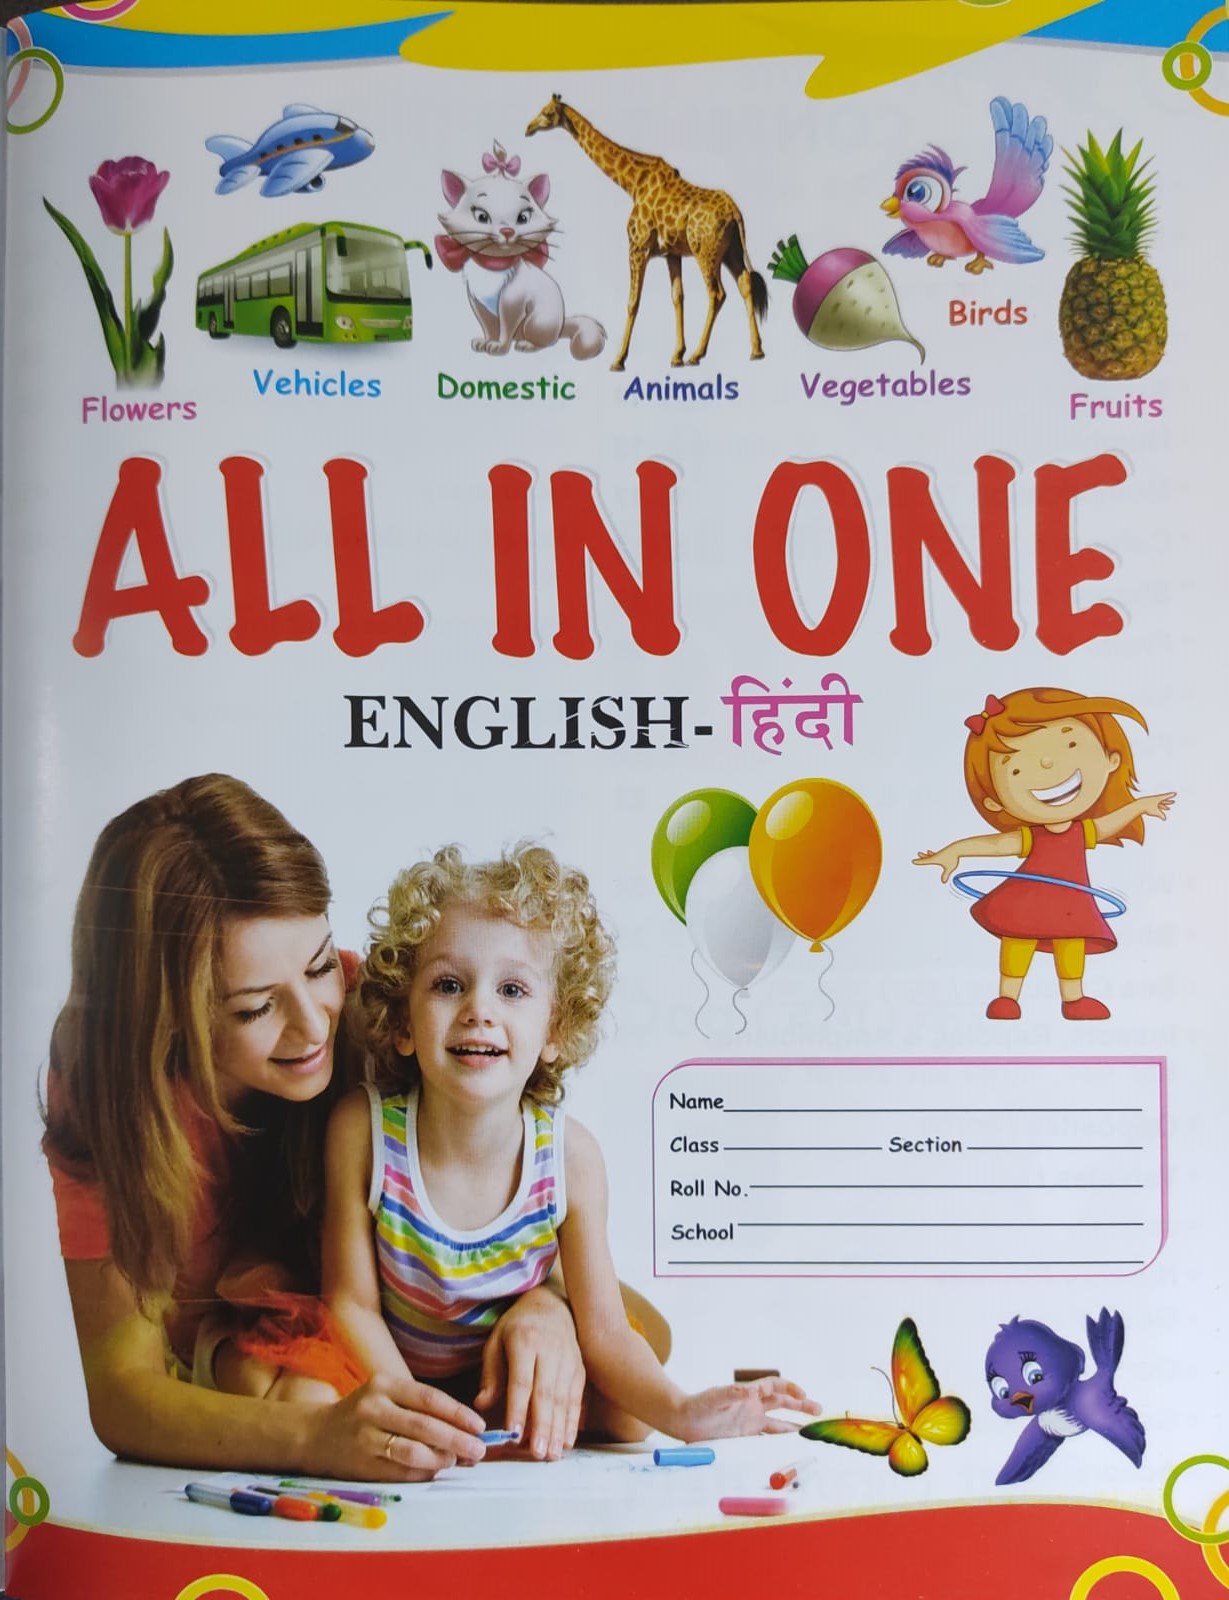 Flowers
Vehicles
Domestic
Animals
Vegetables
Birds
Fruits
ALL IN ONE
ENGLISH-हिंदी
Name
Class Section
Roll No.
School